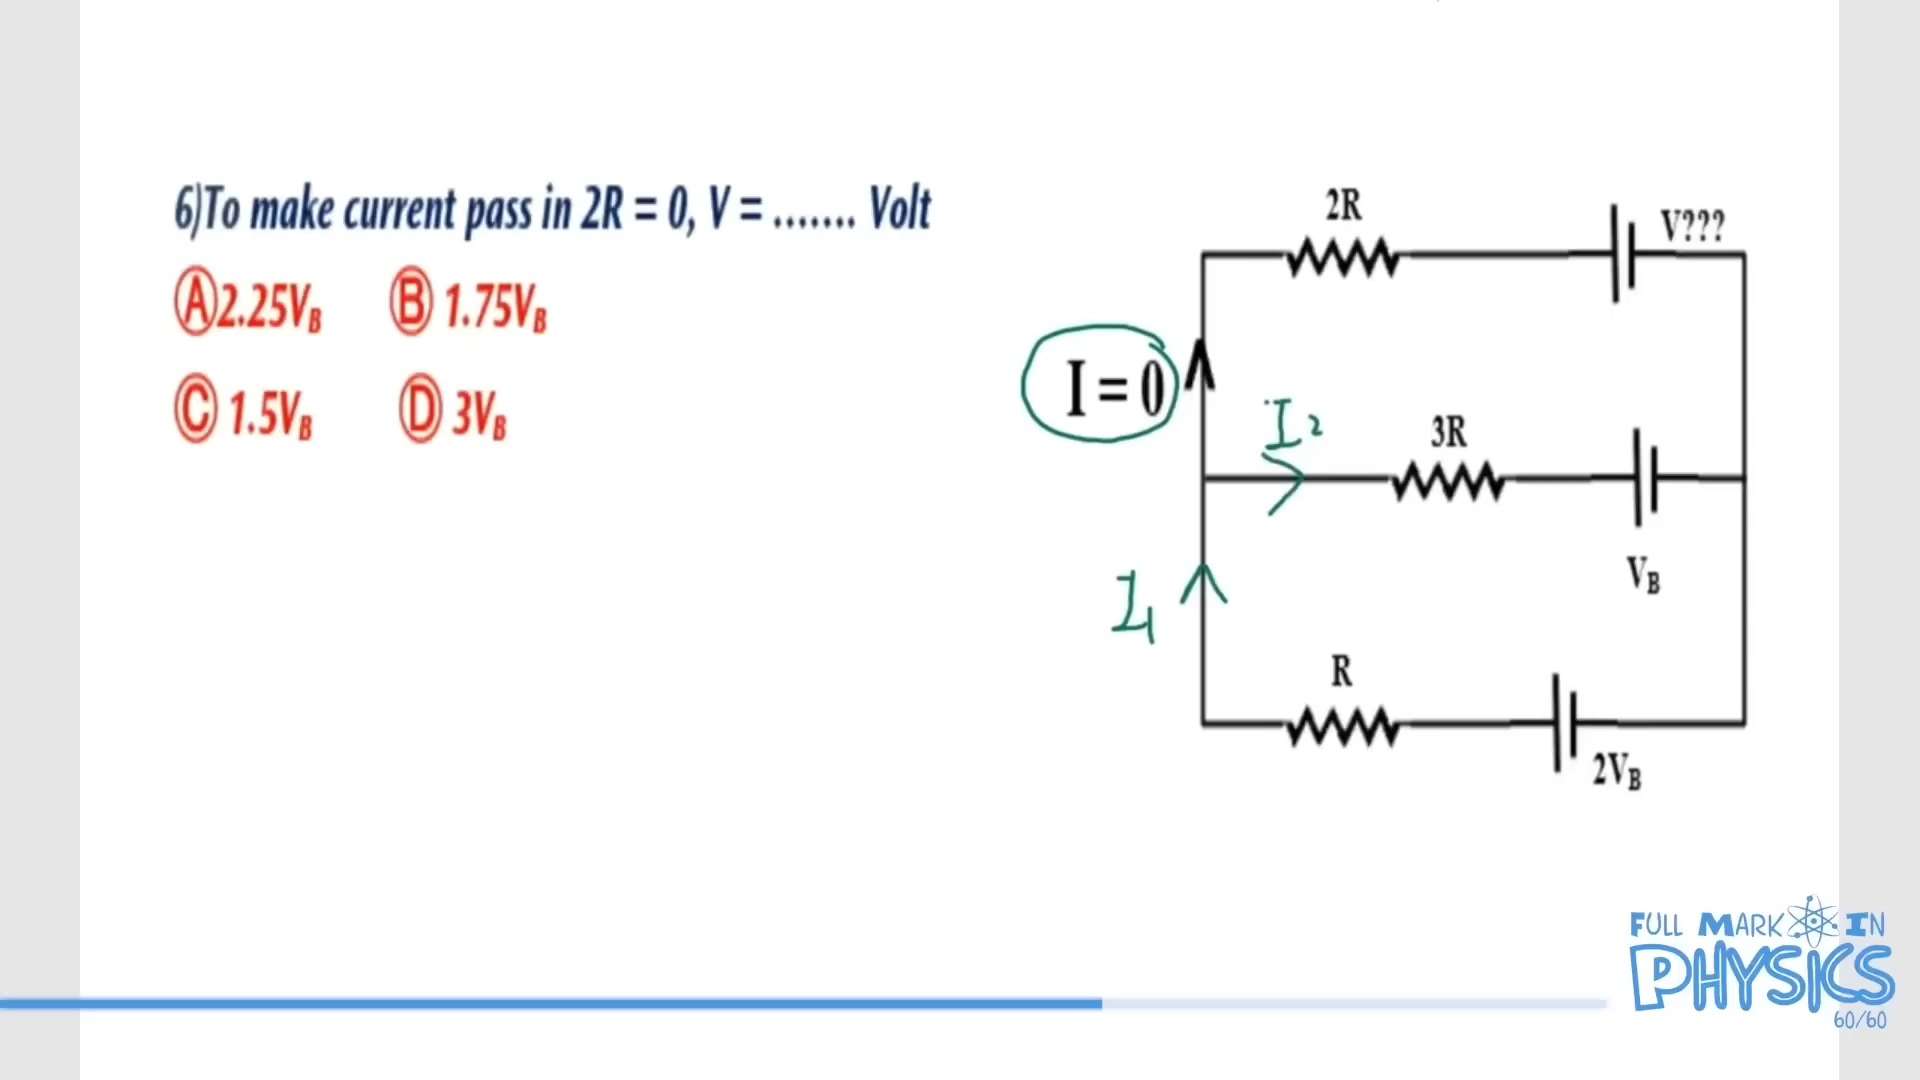 6)To make current pass in 2R = 0, V = ....... Volt
Ⓐ2.25V_B Ⓑ 1.75V_B
Ⓒ 1.5V_B Ⓓ 3V_B
2R
V???
I = 0
I₂
3R
V_B
I₁
R
2V_B
FULL MARK IN
PHYSICS
60/60